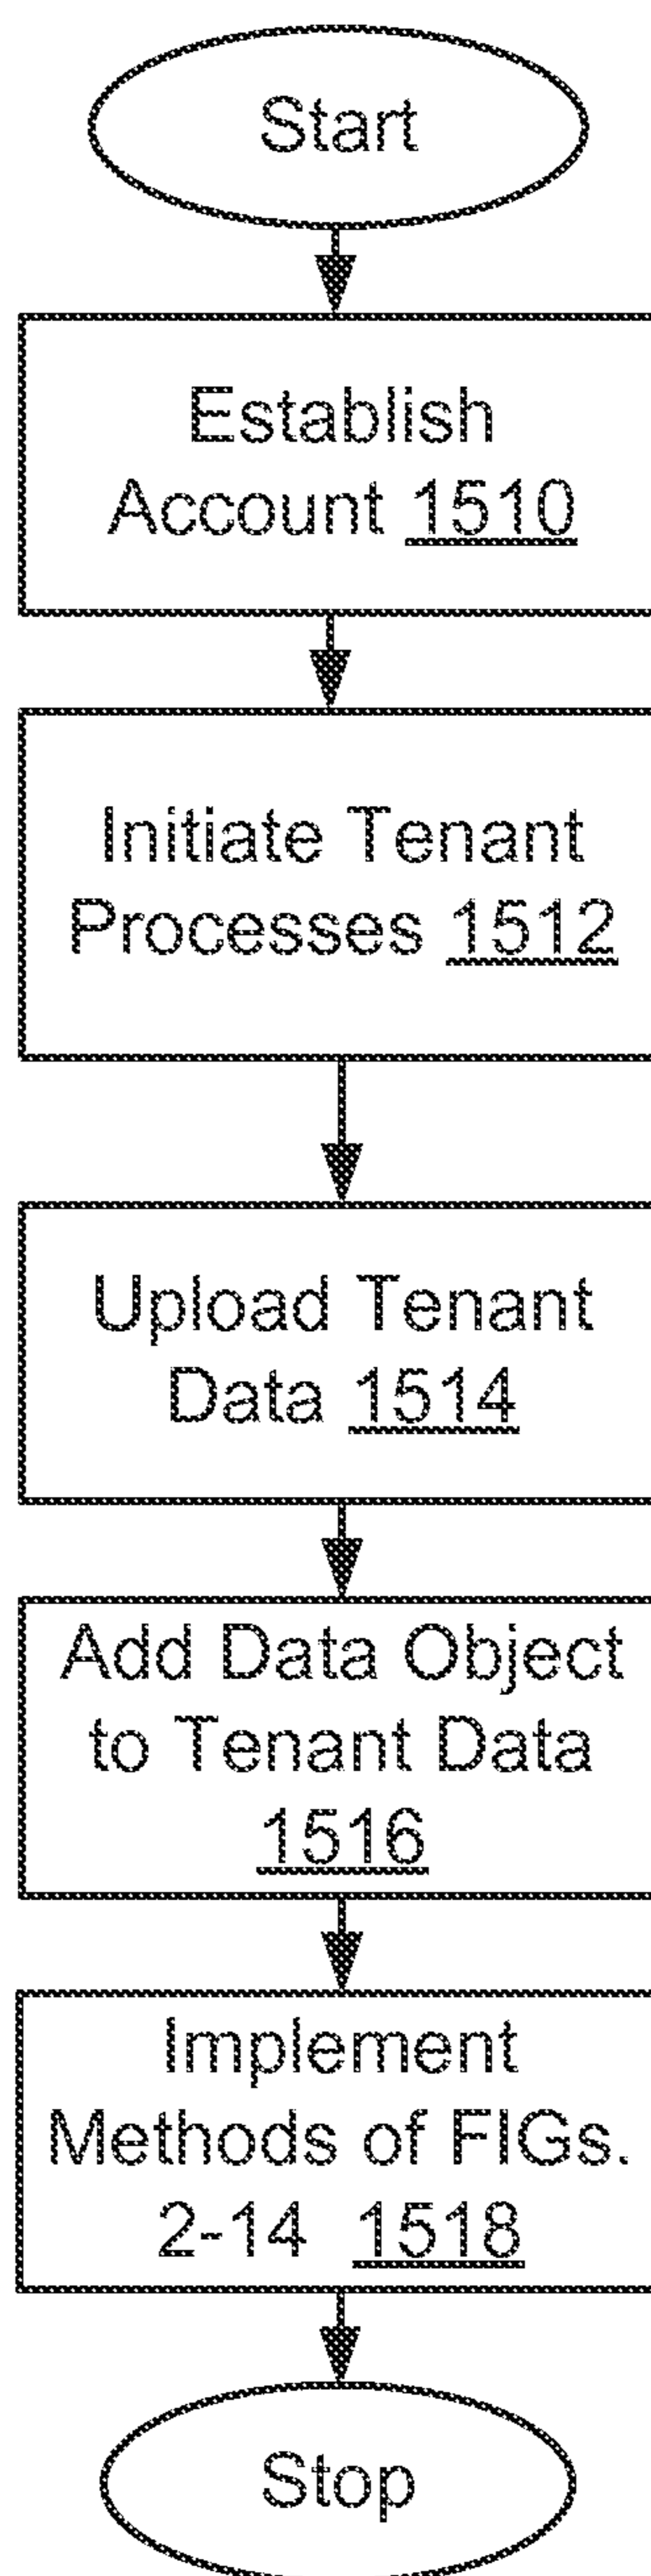 Start
Establish
Account 1510
Initiate Tenant
Processes 1512
Upload Tenant
Data 1514
Add Data Object
to Tenant Data
1516
Implement
Methods of FIGs.
2-14 1518
Stop